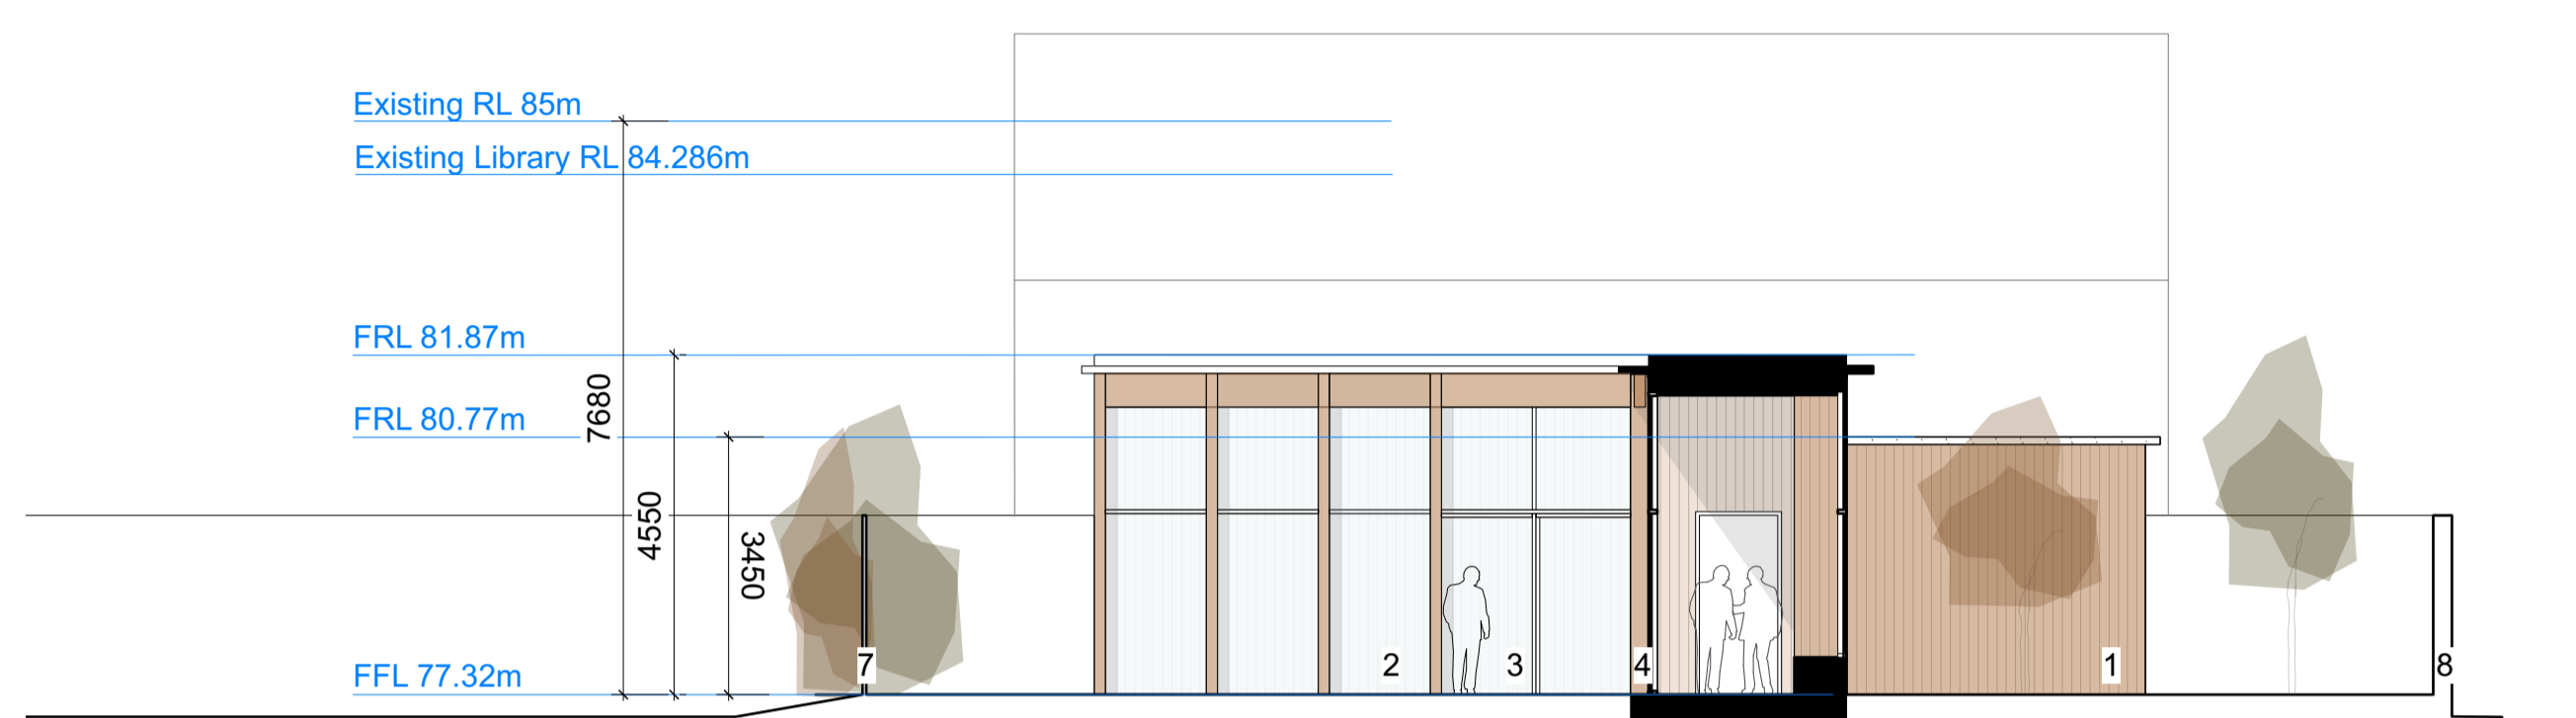 Existing RL 85m
Existing Library RL 84.286m
FRL 81.87m
FRL 80.77m
7680
4550
3450
FFL 77.32m
7
2
3
4
1
8